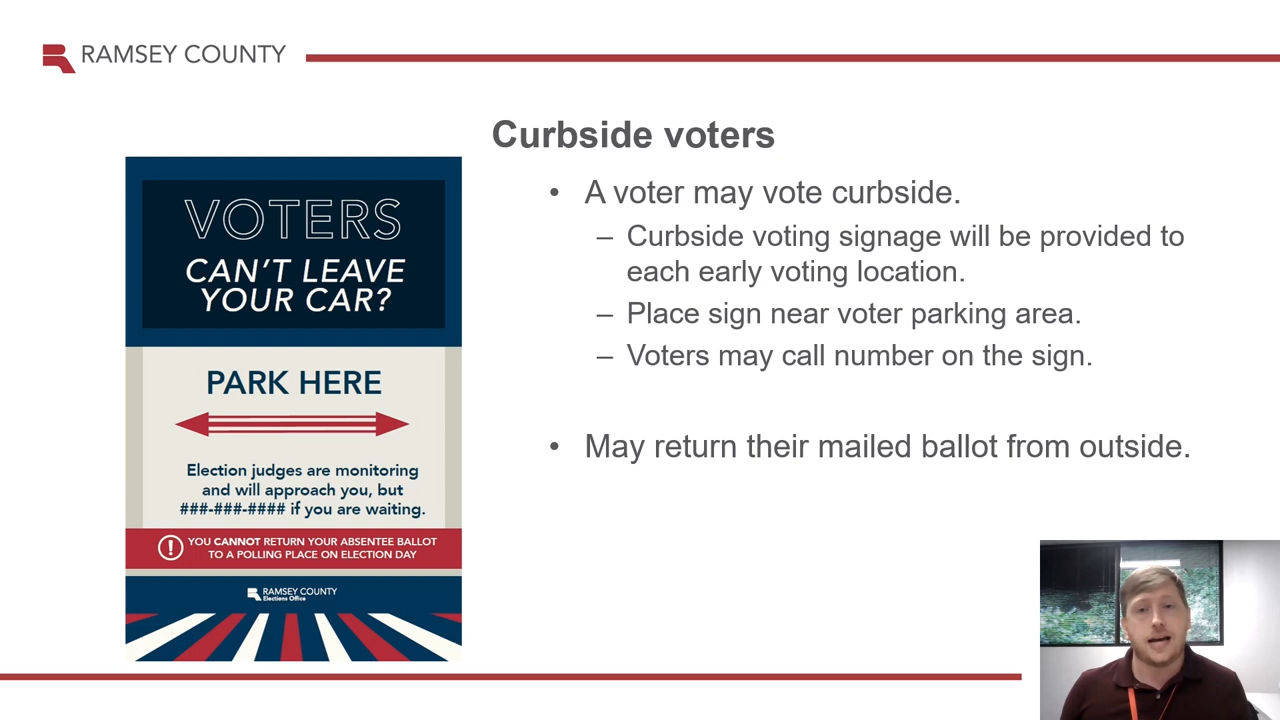 RAMSEY COUNTY
Curbside voters
• A voter may vote curbside.
– Curbside voting signage will be provided to
each early voting location.
– Place sign near voter parking area.
– Voters may call number on the sign.
• May return their mailed ballot from outside.
VOTERS
CAN'T LEAVE
YOUR CAR?
PARK HERE
Election judges are monitoring
and will approach you, but
###-###-#### if you are waiting.
! YOU CANNOT RETURN YOUR ABSENTEE BALLOT
TO A POLLING PLACE ON ELECTION DAY
RAMSEY COUNTY
Elections Office